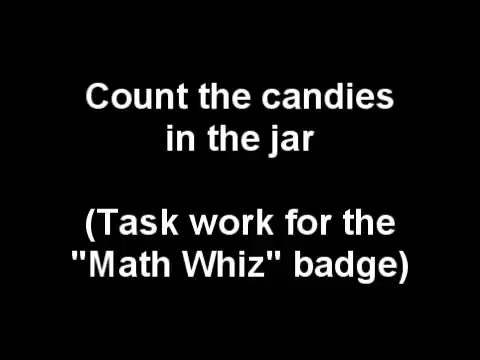 Count the candies
in the jar
(Task work for the
"Math Whiz" badge)